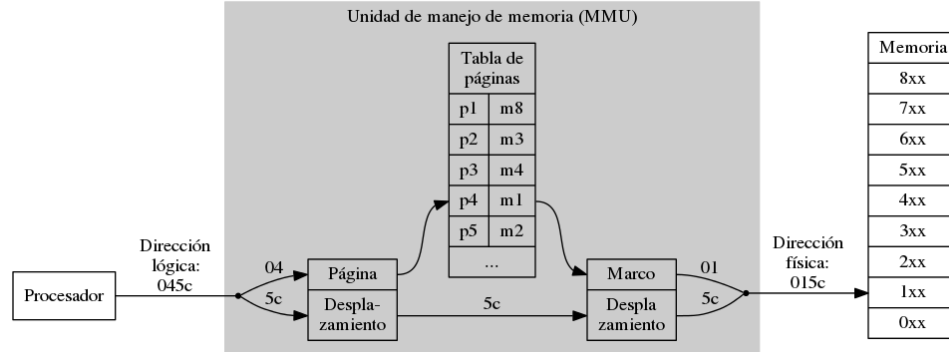 Unidad de manejo de memoria (MMU)
Tabla de
páginas
p1 m8
p2 m3
p3 m4
p4 m1
p5 m2
...
Procesador
Dirección
lógica:
045c
04
5c
Página
Despla-
zamiento
5c
Marco
Despla
zamiento
01
5c
Dirección
física:
015c
Memoria
8xx
7xx
6xx
5xx
4xx
3xx
2xx
1xx
0xx